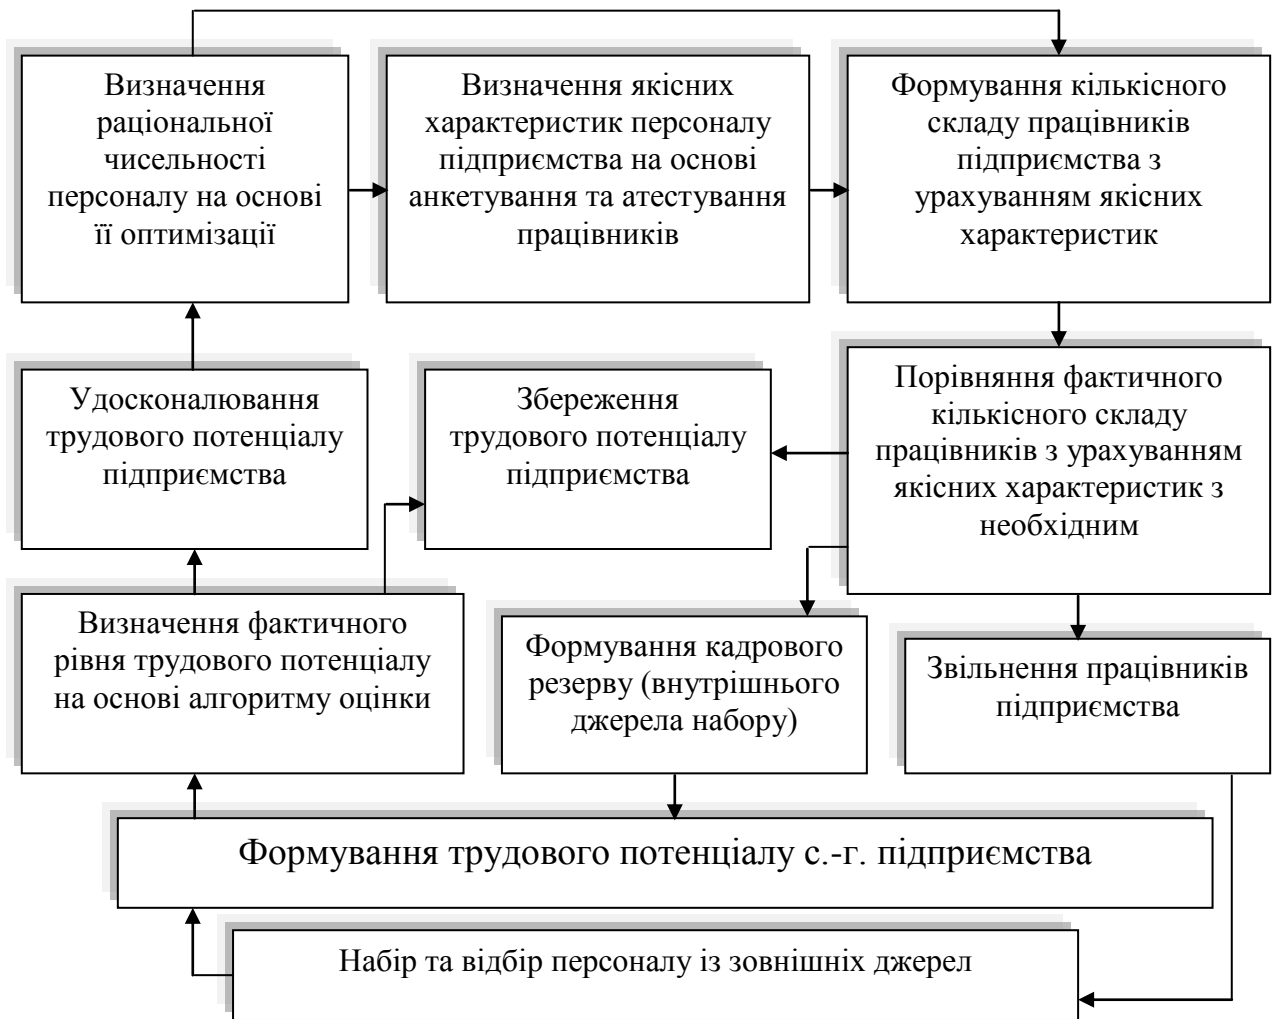 Визначення
раціональної
чисельності
персоналу на основі
її оптимізації
Визначення якісних
характеристик персоналу
підприємства на основі
анкетування та атестування
працівників
Формування кількісного
складу працівників
підприємства з
урахуванням якісних
характеристик
Удосконалювання
трудового потенціалу
підприємства
Збереження
трудового потенціалу
підприємства
Порівняння фактичного
кількісного складу
працівників з урахуванням
якісних характеристик з
необхідним
Визначення фактичного
рівня трудового потенціалу
на основі алгоритму оцінки
Формування кадрового
резерву (внутрішнього
джерела набору)
Звільнення працівників
підприємства
Формування трудового потенціалу с.-г. підприємства
Набір та відбір персоналу із зовнішніх джерел